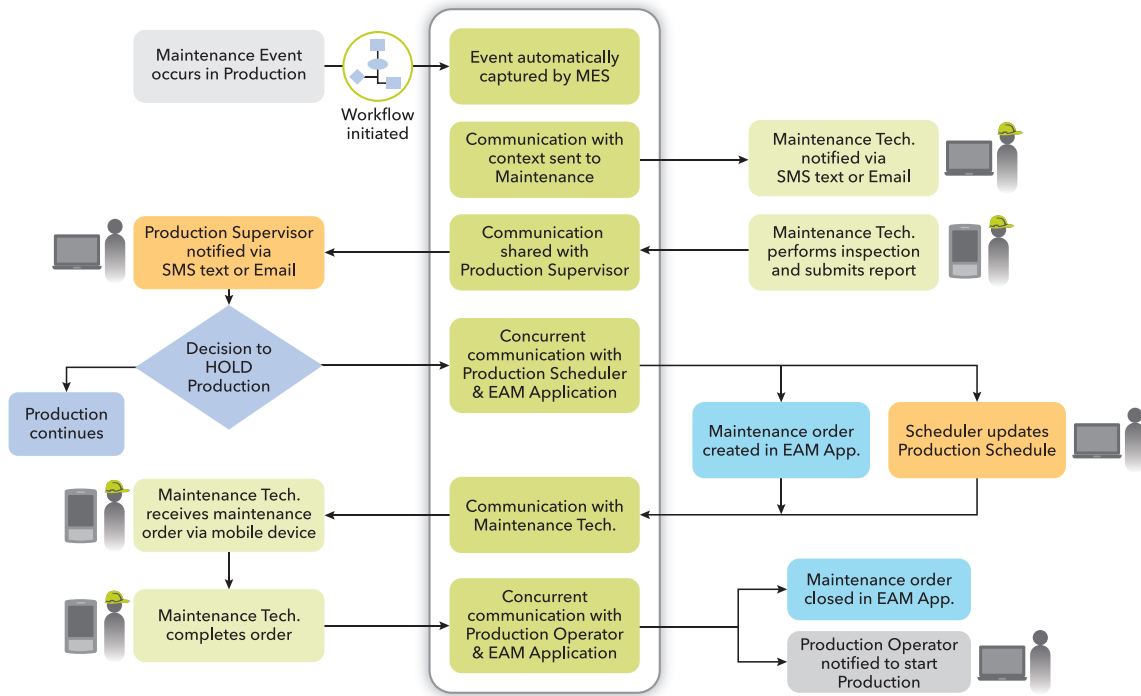 Maintenance Event
occurs in Production
Workflow
initiated
Event automatically
captured by MES
Communication with
context sent to
Maintenance
Maintenance Tech.
notified via
SMS text or Email
Production Supervisor
notified via
SMS text or Email
Communication
shared with
Production Supervisor
Maintenance Tech.
performs inspection
and submits report
Decision to
HOLD
Production
Production
continues
Concurrent
communication with
Production Scheduler
& EAM Application
Maintenance order
created in EAM App.
Scheduler updates
Production Schedule
Maintenance Tech.
receives maintenance
order via mobile device
Communication with
Maintenance Tech.
Maintenance Tech.
completes order
Concurrent
communication with
Production Operator
& EAM Application
Maintenance order
closed in EAM App.
Production Operator
notified to start
Production